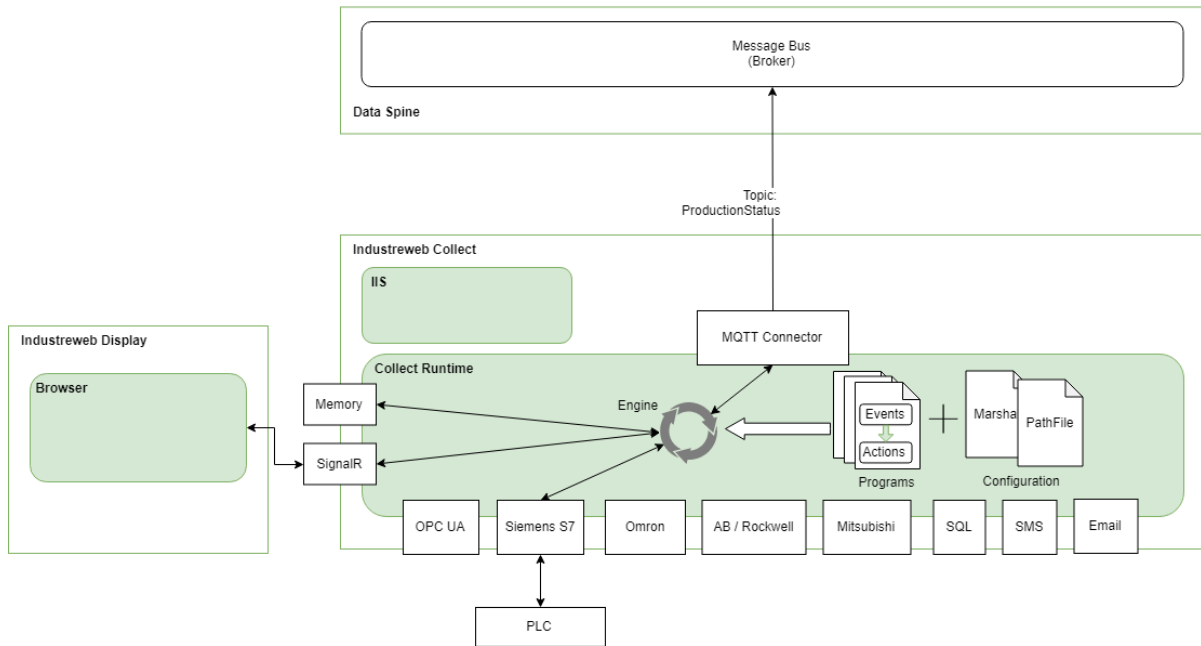 Message Bus
(Broker)
Data Spine
Topic:
ProductionStatus
Industreweb Collect
IIS
MQTT Connector
Industreweb Display
Browser
Collect Runtime
Memory
SignalR
Engine
Events
Actions
Programs
Marsha
PathFile
Configuration
OPC UA
Siemens S7
Omron
AB / Rockwell
Mitsubishi
SQL
SMS
Email
PLC